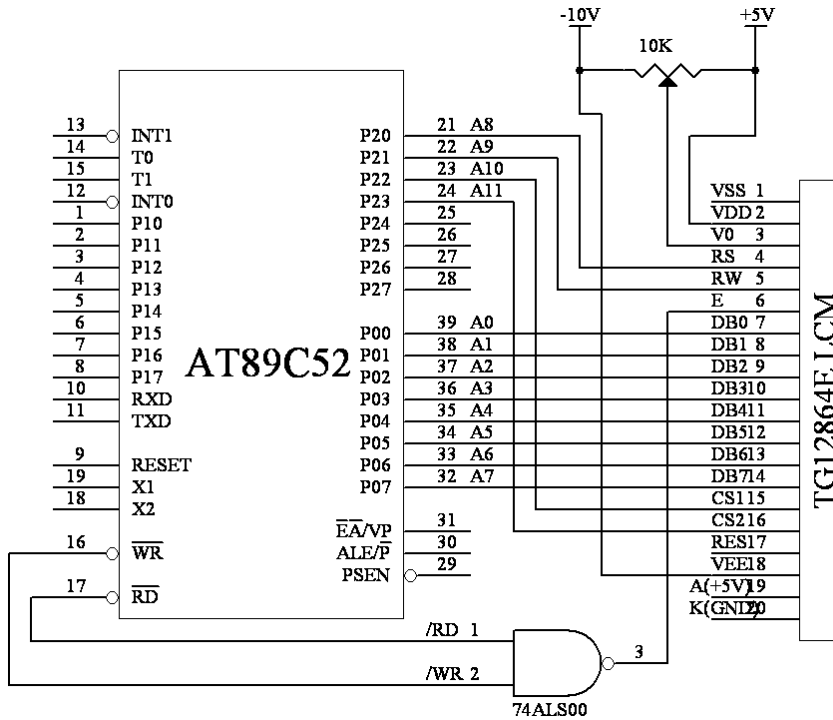 -10V
+5V
10K
13 INT1
14 T0
15 T1
12 INT0
1 P10
2 P11
3 P12
4 P13
5 P14
6 P15
7 P16
8 P17
10 RXD
11 TXD
9 RESET
19 X1
18 X2
16 WR
17 RD
AT89C52
P20 21 A8
P21 22 A9
P22 23 A10
P23 24 A11
P24 25
P25 26
P26 27
P27 28
P00 39 A0
P01 38 A1
P02 37 A2
P03 36 A3
P04 35 A4
P05 34 A5
P06 33 A6
P07 32 A7
EA/VP 31
ALE/P 30
PSEN 29
VSS 1
VDD 2
V0 3
RS 4
RW 5
E 6
DB0 7
DB1 8
DB2 9
DB310
DB411
DB512
DB613
DB714
CS115
CS216
RES17
VEE18
A(+5V)19
K(GND)20
TG12864E LCM
/RD 1
/WR 2
3
74ALS00